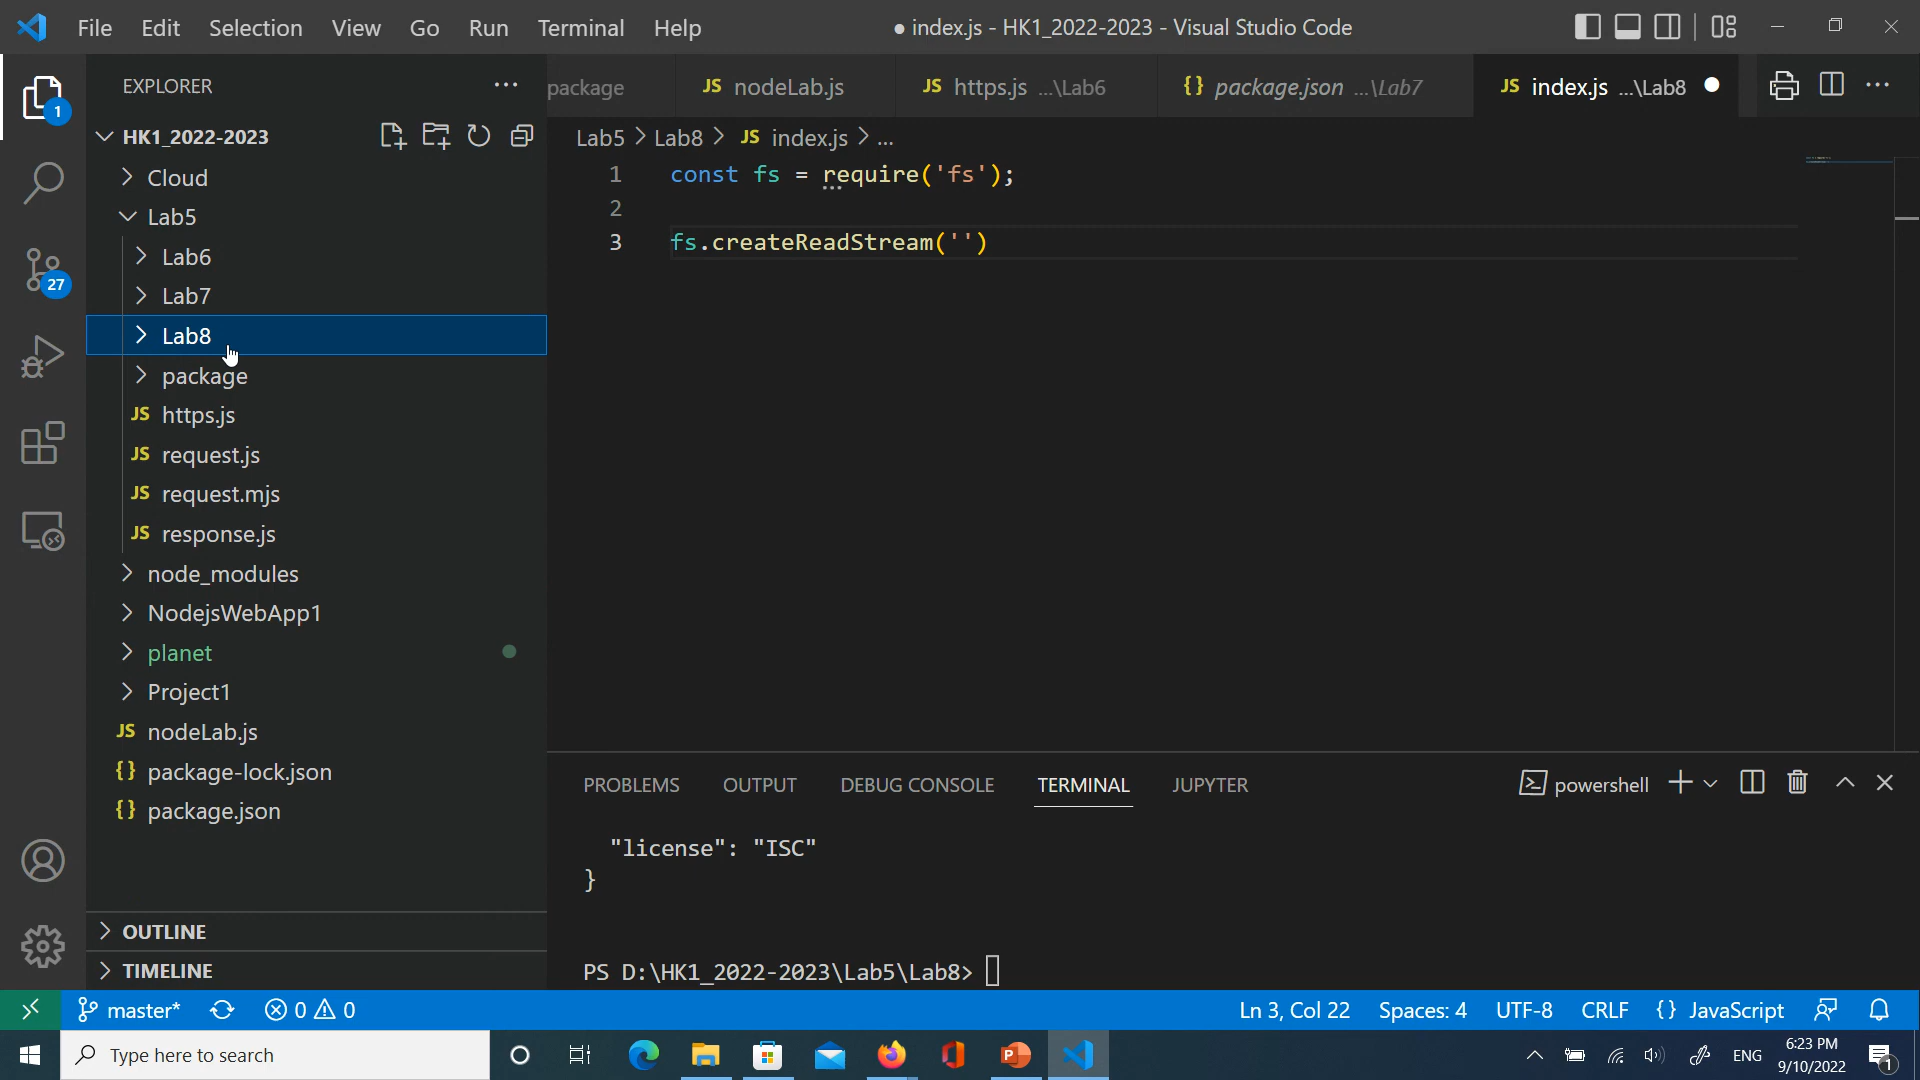 File Edit Selection View Go Run Terminal Help
● index.js - HK1_2022-2023 - Visual Studio Code
EXPLORER
HK1_2022-2023
Cloud
Lab5
Lab6
Lab7
Lab8
package
JS https.js
JS request.js
JS request.mjs
JS response.js
node_modules
NodejsWebApp1
planet
Project1
JS nodeLab.js
{} package-lock.json
{} package.json
OUTLINE
TIMELINE
1
27
package JS nodeLab.js JS https.js ...\Lab6 {} package.json ...\Lab7 JS index.js ...\Lab8 ●
Lab5 > Lab8 > JS index.js > ...
1 const fs = require('fs');
2
3 fs.createReadStream('')
PROBLEMS OUTPUT DEBUG CONSOLE TERMINAL JUPYTER
powershell
"license": "ISC"
}
PS D:\HK1_2022-2023\Lab5\Lab8>
master* 0 0
Ln 3, Col 22 Spaces: 4 UTF-8 CRLF {} JavaScript
Type here to search
ENG
6:23 PM
9/10/2022
1